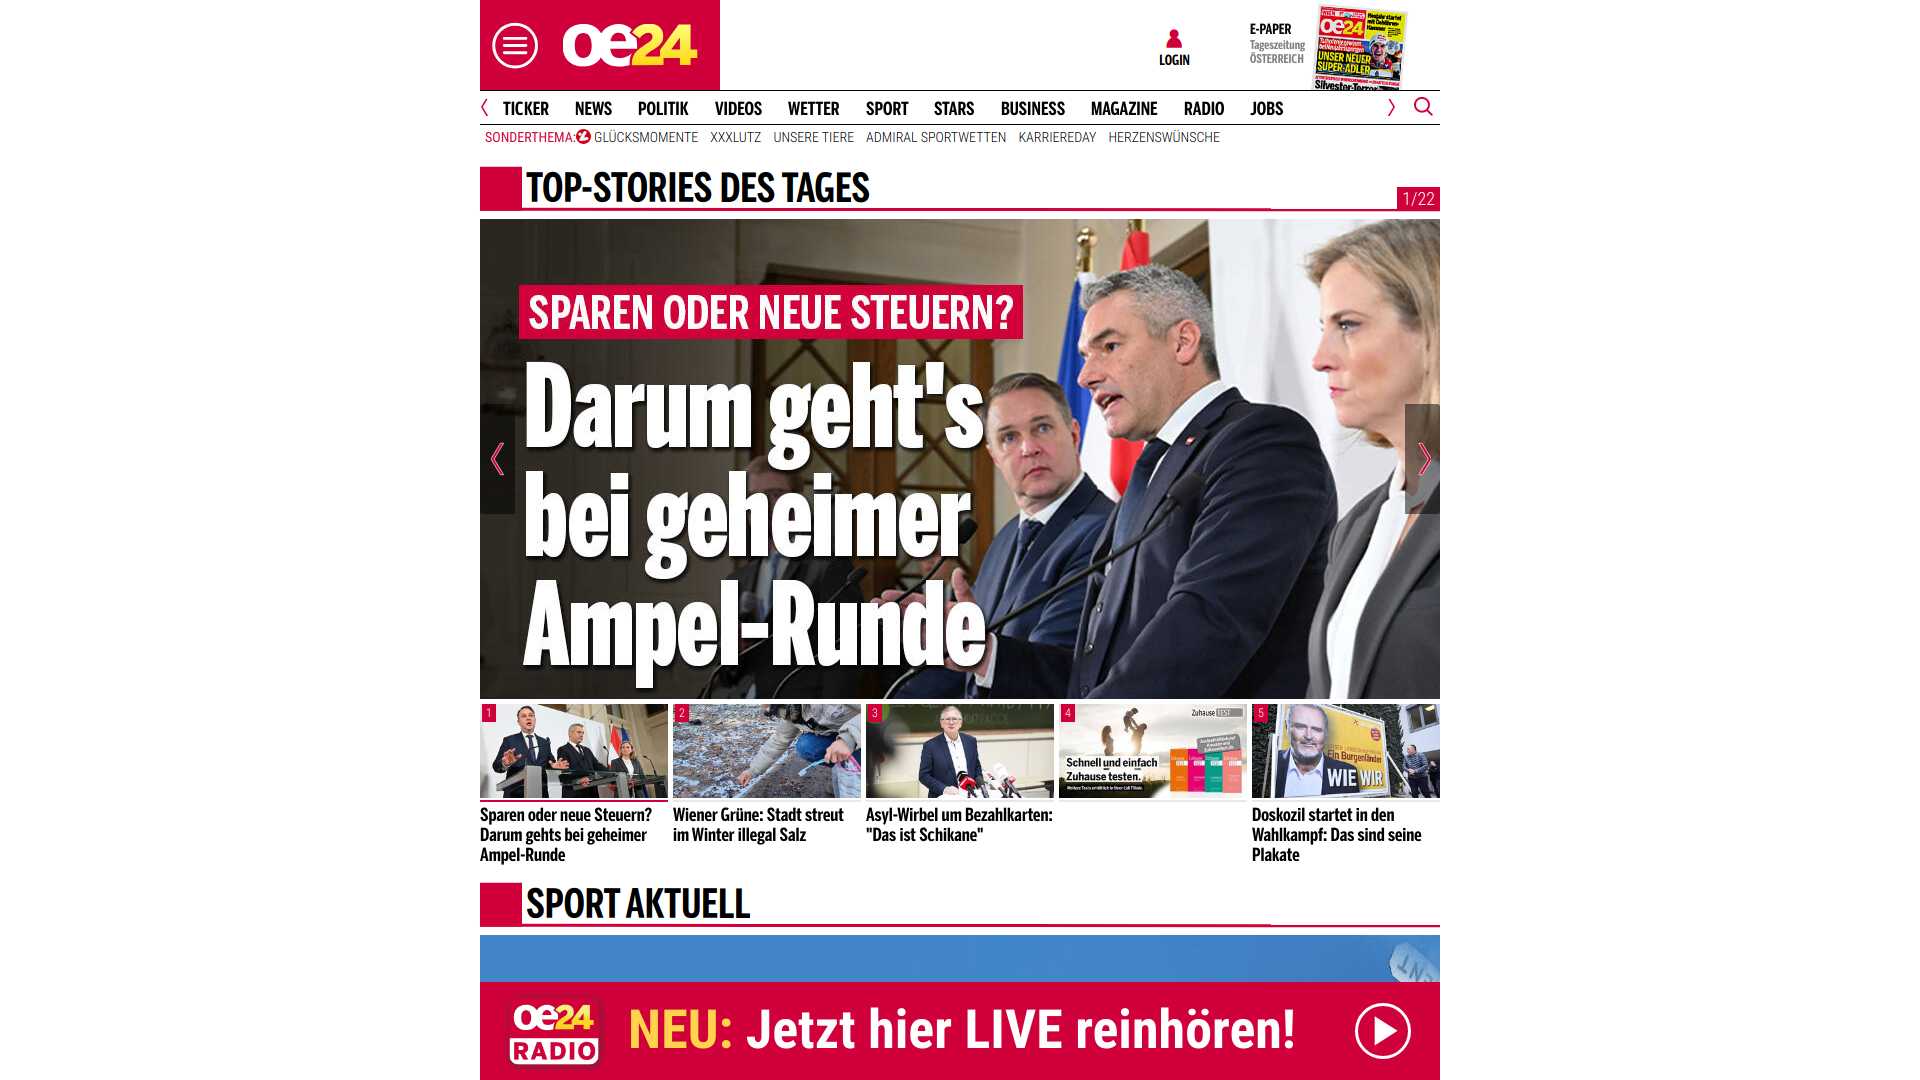 oe24
LOGIN
E-PAPER
Tageszeitung
ÖSTERREICH
oe24
UNSER NEUER
SUPER-ADLER
TICKER NEWS POLITIK VIDEOS WETTER SPORT STARS BUSINESS MAGAZINE RADIO JOBS
SONDERTHEMA: GLÜCKSMOMENTE XXXLUTZ UNSERE TIERE ADMIRAL SPORTWETTEN KARRIEREDAY HERZENSWÜNSCHE
TOP-STORIES DES TAGES
1/22
SPAREN ODER NEUE STEUERN?
Darum geht's
bei geheimer
Ampel-Runde
1
2
3
4
5
Zuhause TEST
Schnell und einfach
Zuhause testen.
Ein Burgenländer
WIE WIR
Sparen oder neue Steuern?
Darum gehts bei geheimer
Ampel-Runde
Wiener Grüne: Stadt streut
im Winter illegal Salz
Asyl-Wirbel um Bezahlkarten:
"Das ist Schikane"
Doskozil startet in den
Wahlkampf: Das sind seine
Plakate
SPORT AKTUELL
oe24
RADIO
NEU: Jetzt hier LIVE reinhören!